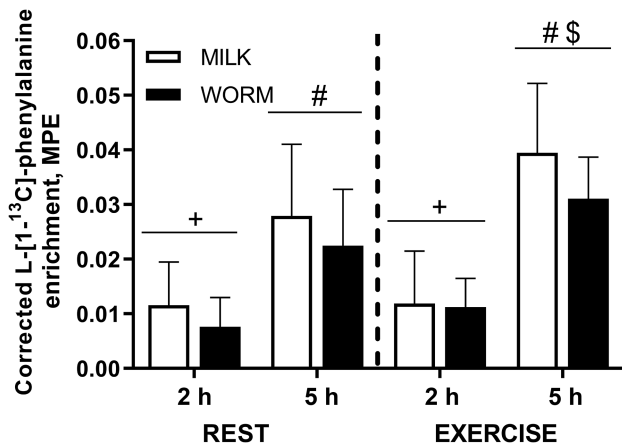 Corrected L-[1-¹³C]-phenylalanine
enrichment, MPE
0.06
0.05
0.04
0.03
0.02
0.01
0.00
MILK
WORM
+
#
+
# $
2 h
5 h
2 h
5 h
REST
EXERCISE